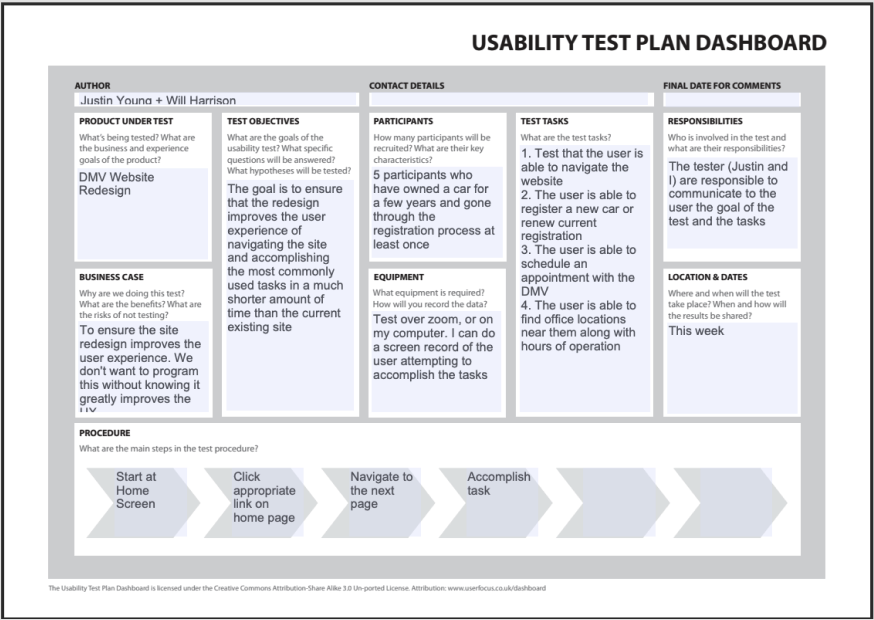 USABILITY TEST PLAN DASHBOARD
AUTHOR
Justin Young + Will Harrison
CONTACT DETAILS
FINAL DATE FOR COMMENTS
PRODUCT UNDER TEST
What's being tested? What are
the business and experience
goals of the product?
DMV Website
Redesign
BUSINESS CASE
Why are we doing this test?
What are the benefits? What are
the risks of not testing?
To ensure the site
redesign improves the
user experience. We
don't want to program
this without knowing it
greatly improves the
UX
TEST OBJECTIVES
What are the goals of the
usability test? What specific
questions will be answered?
What hypotheses will be tested?
The goal is to ensure
that the redesign
improves the user
experience of
navigating the site
and accomplishing
the most commonly
used tasks in a much
shorter amount of
time than the current
existing site
PARTICIPANTS
How many participants will be
recruited? What are their key
characteristics?
5 participants who
have owned a car for
a few years and gone
through the
registration process at
least once
EQUIPMENT
What equipment is required?
How will you record the data?
Test over zoom, or on
my computer. I can do
a screen record of the
user attempting to
accomplish the tasks
TEST TASKS
What are the test tasks?
1. Test that the user is
able to navigate the
website
2. The user is able to
register a new car or
renew current
registration
3. The user is able to
schedule an
appointment with the
DMV
4. The user is able to
find office locations
near them along with
hours of operation
RESPONSIBILITIES
Who is involved in the test and
what are their responsibilities?
The tester (Justin and
I) are responsible to
communicate to the
user the goal of the
test and the tasks
LOCATION & DATES
Where and when will the test
take place? When and how will
the results be shared?
This week
PROCEDURE
What are the main steps in the test procedure?
Start at
Home
Screen
Click
appropriate
link on
home page
Navigate to
the next
page
Accomplish
task
The Usability Test Plan Dashboard is licensed under the Creative Commons Attribution-Share Alike 3.0 Un-ported License. Attribution: www.userfocus.co.uk/dashboard